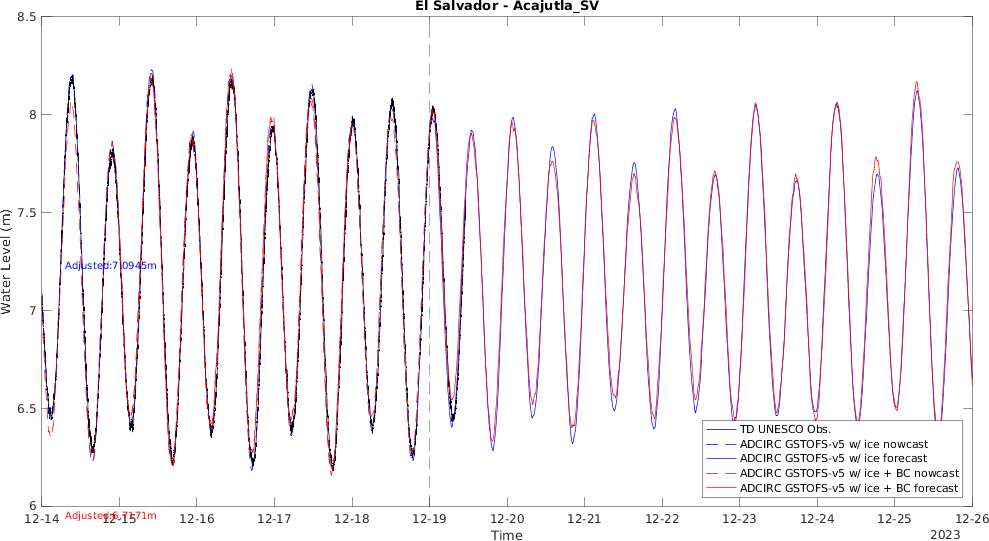 El Salvador - Acajutla_SV
8.5
8
7.5
7
6.5
6
Water Level (m)
Adjusted:7.0945m
Adjusted:6.7171m
TD UNESCO Obs.
ADCIRC GSTOFS-v5 w/ ice nowcast
ADCIRC GSTOFS-v5 w/ ice forecast
ADCIRC GSTOFS-v5 w/ ice + BC nowcast
ADCIRC GSTOFS-v5 w/ ice + BC forecast
12-14 12-15 12-16 12-17 12-18 12-19 12-20 12-21 12-22 12-23 12-24 12-25 12-26
Time
2023